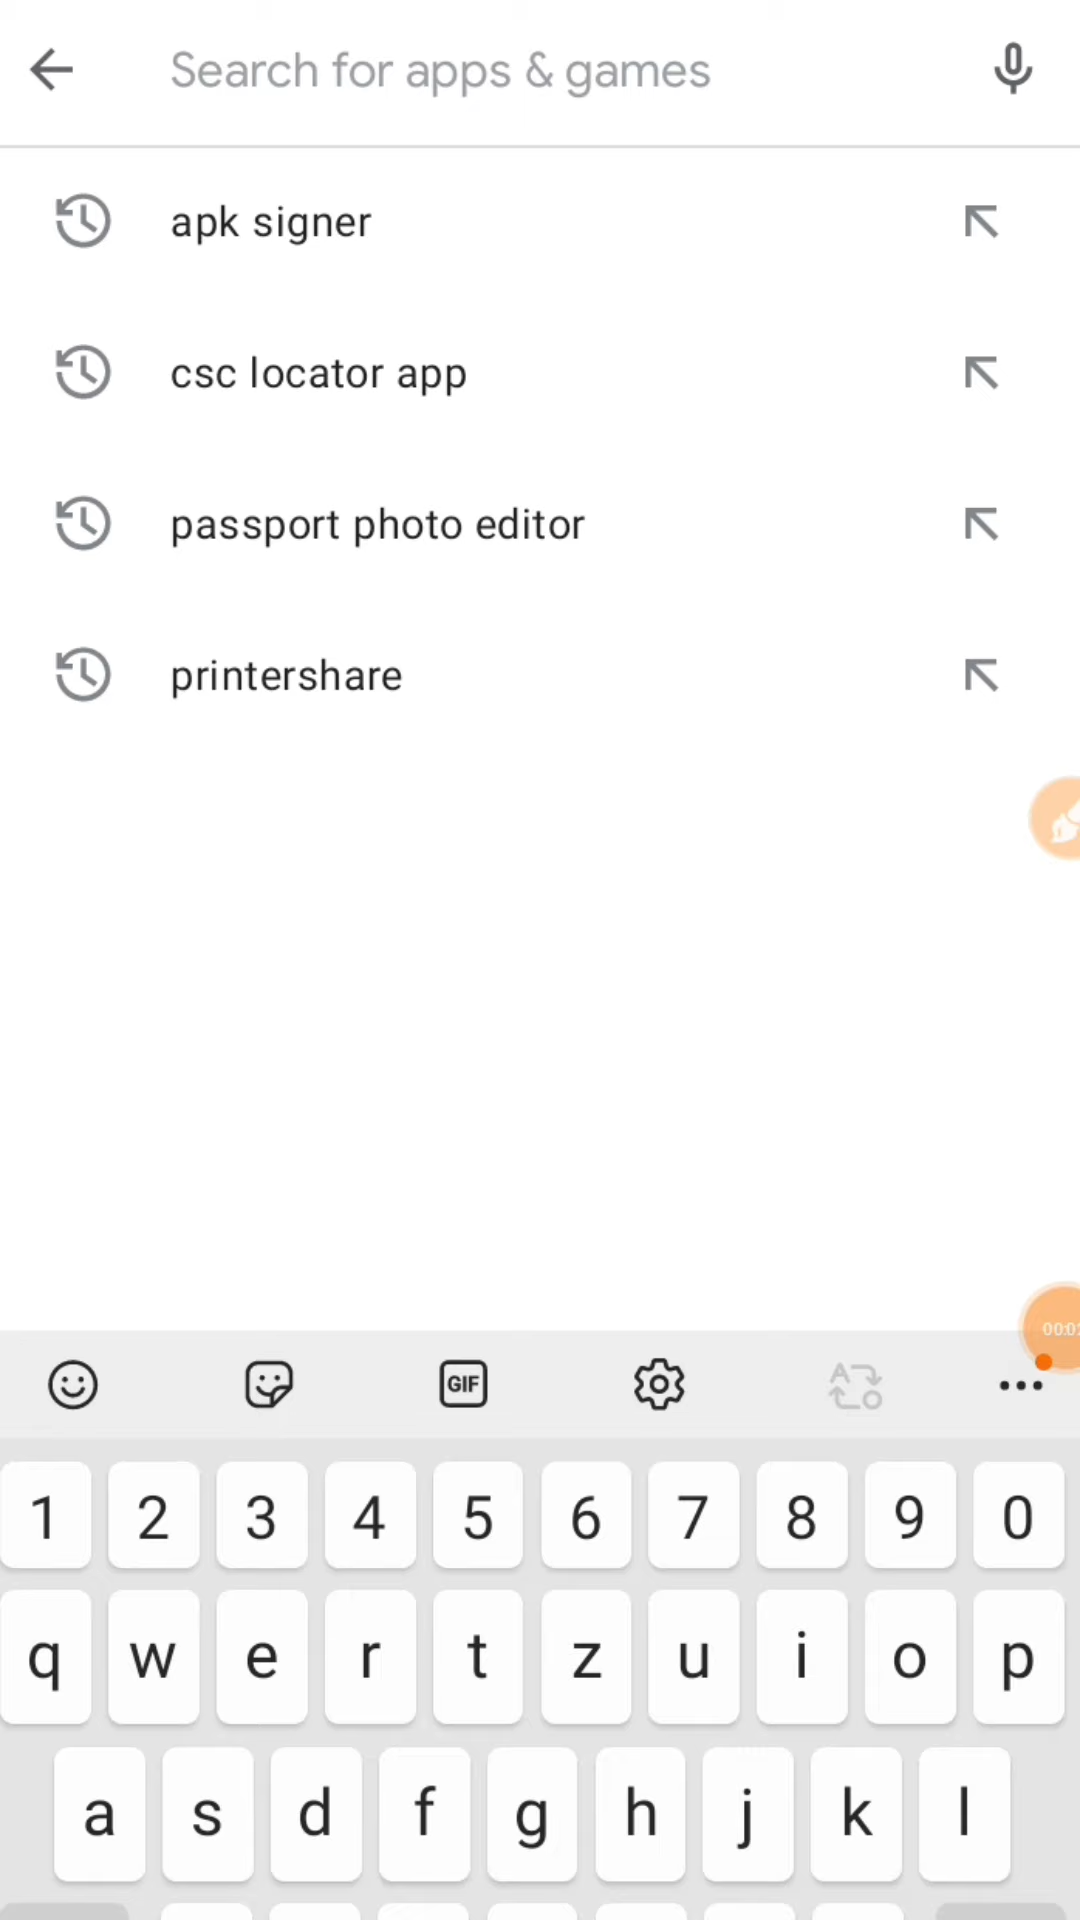 Search for apps & games
apk signer
csc locator app
passport photo editor
printershare
GIF
1 2 3 4 5 6 7 8 9 0
q w e r t z u i o p
a s d f g h j k l